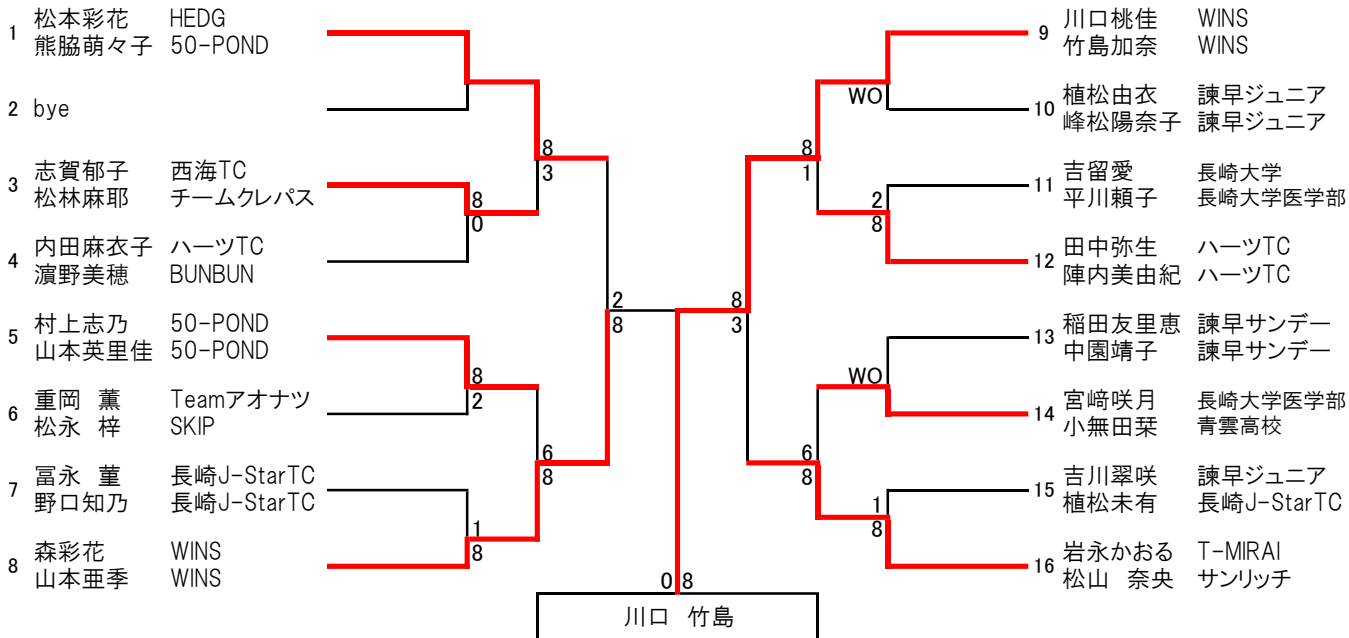 1 松本彩花 HEDG
熊脇萌々子 50-POND
2 bye
3 志賀郁子 西海TC
松林麻耶 チームクレパス
4 内田麻衣子 ハーツTC
濵野美穂 BUNBUN
5 村上志乃 50-POND
山本英里佳 50-POND
6 重岡 薫 Teamアオナツ
松永 梓 SKIP
7 冨永 菫 長崎J-StarTC
野口知乃 長崎J-StarTC
8 森彩花 WINS
山本亜季 WINS
8
0
8
2
1
8
8
3
6
8
2
8
0 8
川口 竹島
8
3
8
1
6
8
WO
2
8
WO
1
8
9 川口桃佳 WINS
竹島加奈 WINS
10 植松由衣 諫早ジュニア
峰松陽奈子 諫早ジュニア
11 吉留愛 長崎大学
平川頼子 長崎大学医学部
12 田中弥生 ハーツTC
陣内美由紀 ハーツTC
13 稲田友里恵 諫早サンデー
中園靖子 諫早サンデー
14 宮﨑咲月 長崎大学医学部
小無田栞 青雲高校
15 吉川翠咲 諫早ジュニア
植松未有 長崎J-StarTC
16 岩永かおる T-MIRAI
松山 奈央 サンリッチ